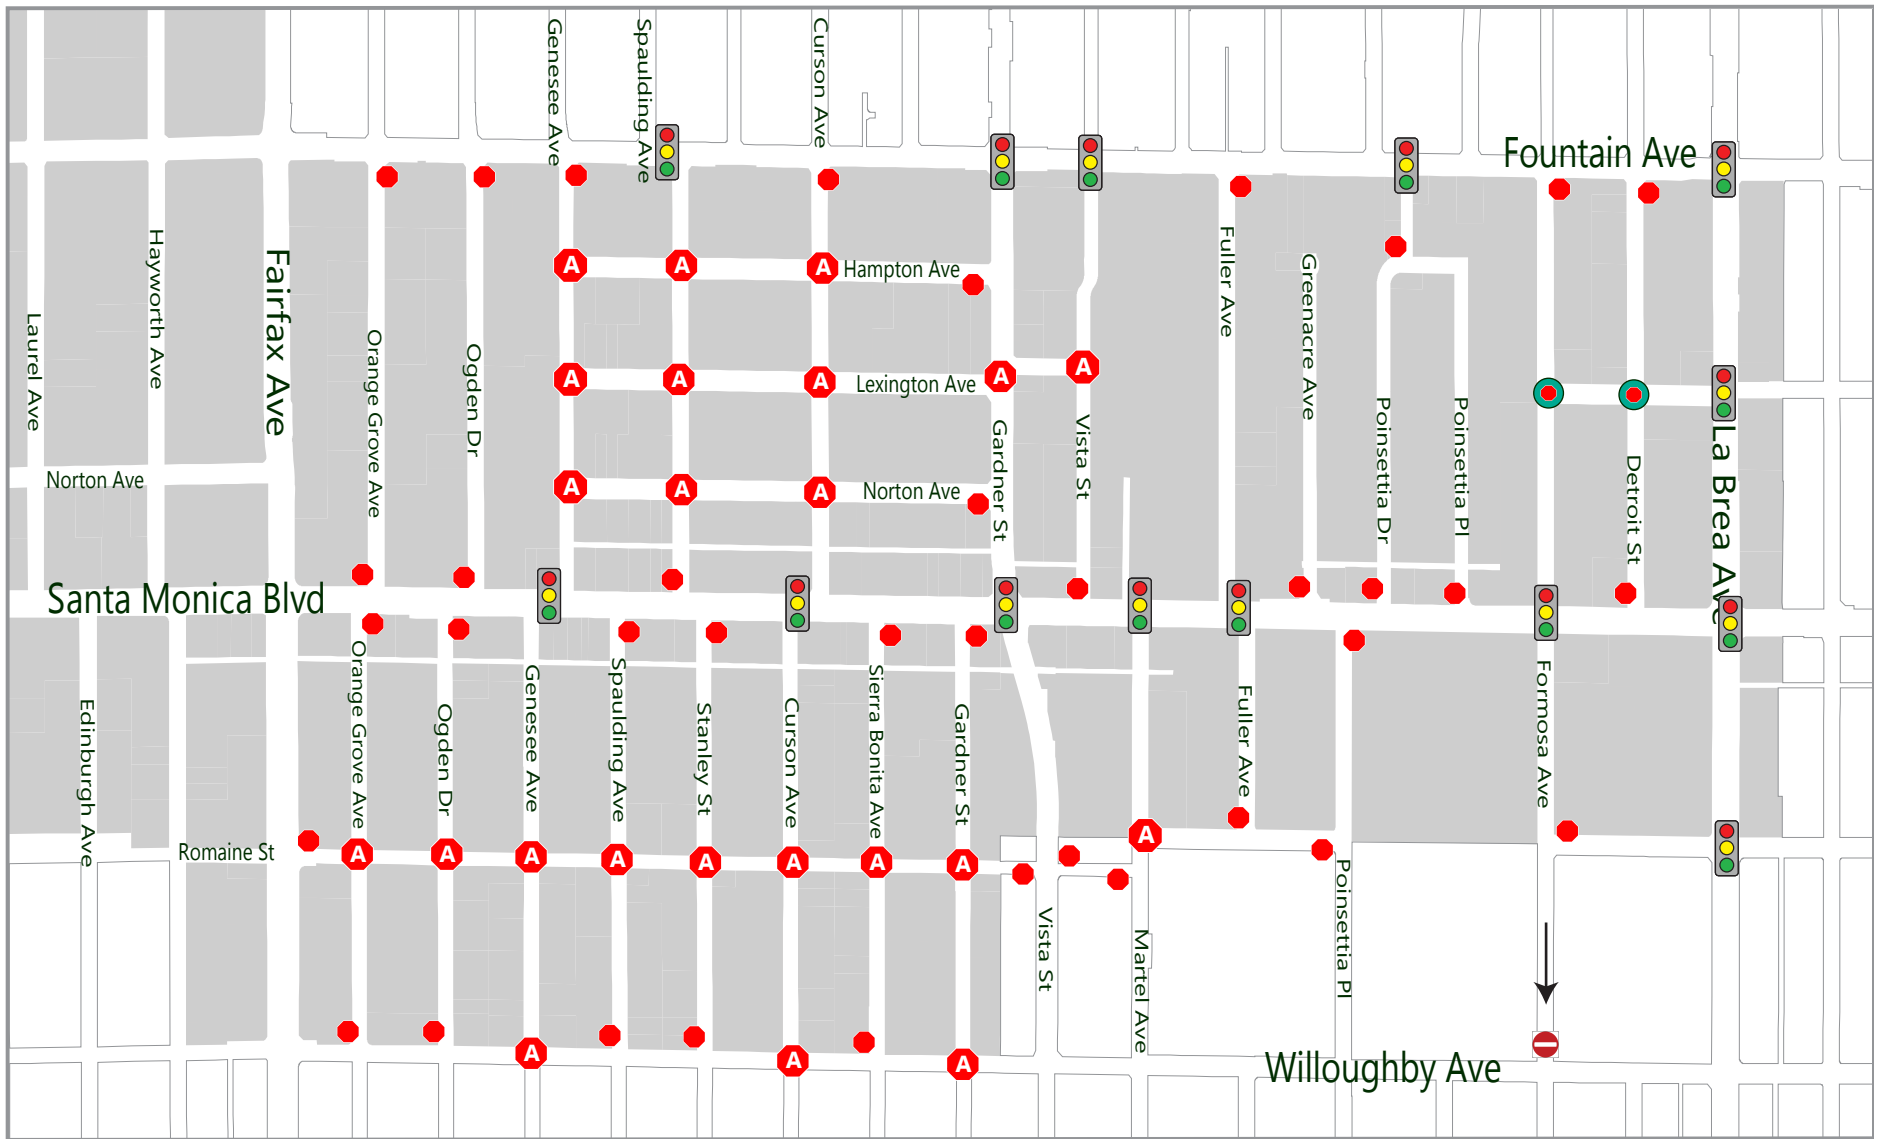 Genesee Ave
Spaulding Ave
Curson Ave
Fountain Ave
Laurel Ave
Hayworth Ave
Fairfax Ave
Orange Grove Ave
Ogden Dr
A
A
A
Hampton Ave
Fuller Ave
Greenacre Ave
A
A
A
Lexington Ave
A
A
Gardner St
Vista St
Poinsettia Dr
Poinsettia Pl
Detroit St
La Brea Ave
Norton Ave
A
A
A
Norton Ave
Santa Monica Blvd
Edinburgh Ave
Orange Grove Ave
Ogden Dr
Genesee Ave
Spaulding Ave
Stanley St
Curson Ave
Sierra Bonita Ave
Gardner St
Fuller Ave
Formosa Ave
Romaine St
A
A
A
A
A
A
A
A
A
Vista St
Martel Ave
Poinsettia Pl
A
A
A
Willoughby Ave